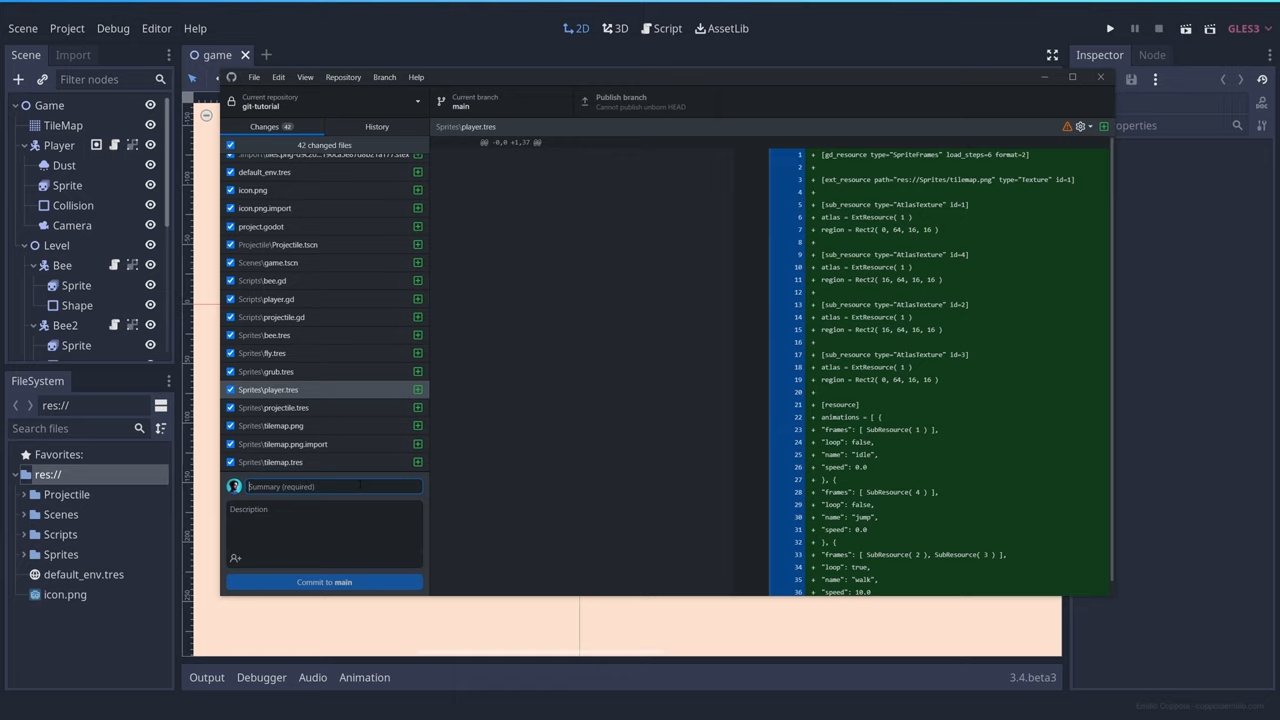 Scene Project Debug Editor Help
2D 3D Script AssetLib
GLES3
Scene Import
game
Inspector Node
Filter nodes
Game
TileMap
Player
Dust
Sprite
Collision
Camera
Level
Bee
Sprite
Shape
Bee2
Sprite
FileSystem
res://
Search files
Favorites:
res://
Projectile
Scenes
Scripts
Sprites
default_env.tres
icon.png
File Edit View Repository Branch Help
Current repository
git-tutorial
Current branch
main
Publish branch
Cannot publish unborn HEAD
Changes 42 History
Sprites\player.tres
42 changed files
default_env.tres
icon.png
icon.png.import
project.godot
Projectile\Projectile.tscn
Scenes\game.tscn
Scripts\bee.gd
Scripts\player.gd
Scripts\projectile.gd
Sprites\bee.tres
Sprites\fly.tres
Sprites\grub.tres
Sprites\player.tres
Sprites\projectile.tres
Sprites\tilemap.png
Sprites\tilemap.png.import
Sprites\tilemap.tres
Summary (required)
Description
Commit to main
@@ -0,0 +1,37 @@
1 + [gd_resource type="SpriteFrames" load_steps=6 format=2]
2 +
3 + [ext_resource path="res://Sprites/tilemap.png" type="Texture" id=1]
4 +
5 + [sub_resource type="AtlasTexture" id=1]
6 + atlas = ExtResource( 1 )
7 + region = Rect2( 0, 64, 16, 16 )
8 +
9 + [sub_resource type="AtlasTexture" id=4]
10 + atlas = ExtResource( 1 )
11 + region = Rect2( 16, 64, 16, 16 )
12 +
13 + [sub_resource type="AtlasTexture" id=2]
14 + atlas = ExtResource( 1 )
15 + region = Rect2( 16, 64, 16, 16 )
16 +
17 + [sub_resource type="AtlasTexture" id=3]
18 + atlas = ExtResource( 1 )
19 + region = Rect2( 0, 64, 16, 16 )
20 +
21 + [resource]
22 + animations = [ {
23 + "frames": [ SubResource( 1 ) ],
24 + "loop": false,
25 + "name": "idle",
26 + "speed": 0.0
27 + }, {
28 + "frames": [ SubResource( 4 ) ],
29 + "loop": false,
30 + "name": "jump",
31 + "speed": 0.0
32 + }, {
33 + "frames": [ SubResource( 2 ), SubResource( 3 ) ],
34 + "loop": true,
35 + "name": "walk",
36 + "speed": 10.0
operties
Output Debugger Audio Animation
3.4.beta3
Emilio Coppola - coppolaemilio.com